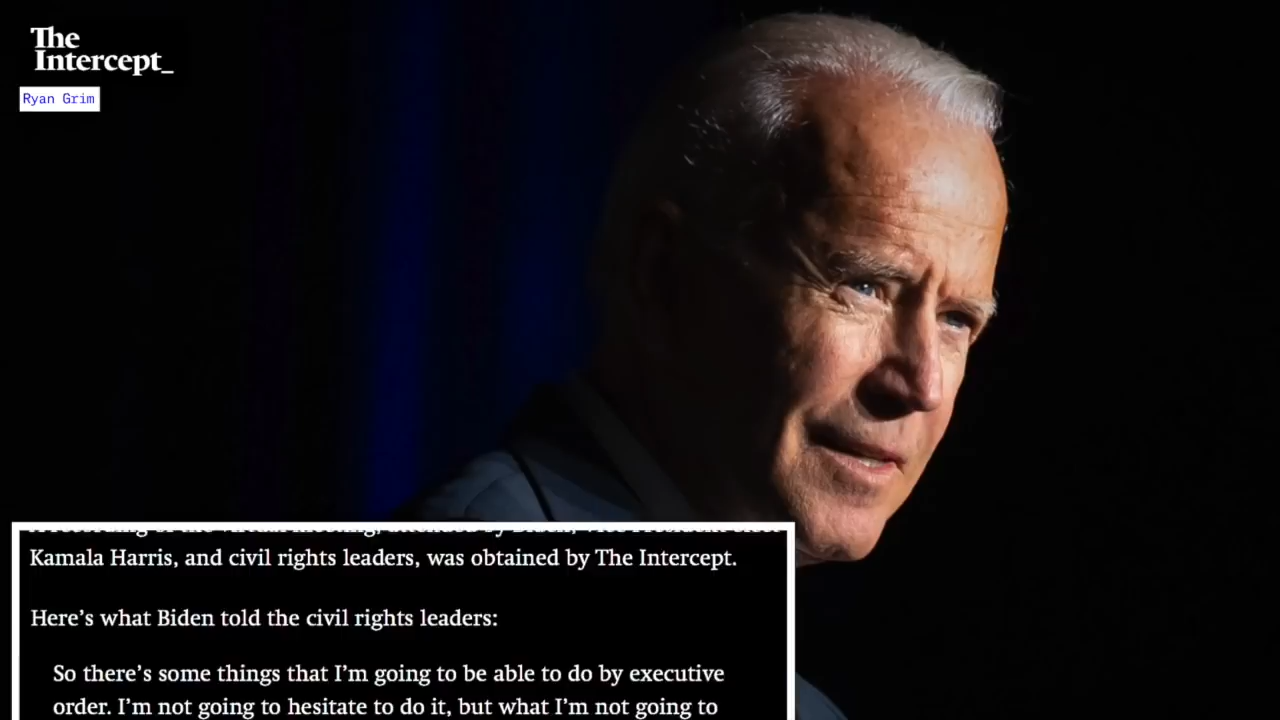 The
Intercept_
Ryan Grim
Kamala Harris, and civil rights leaders, was obtained by The Intercept.
Here's what Biden told the civil rights leaders:
So there's some things that I'm going to be able to do by executive
order. I'm not going to hesitate to do it, but what I'm not going to